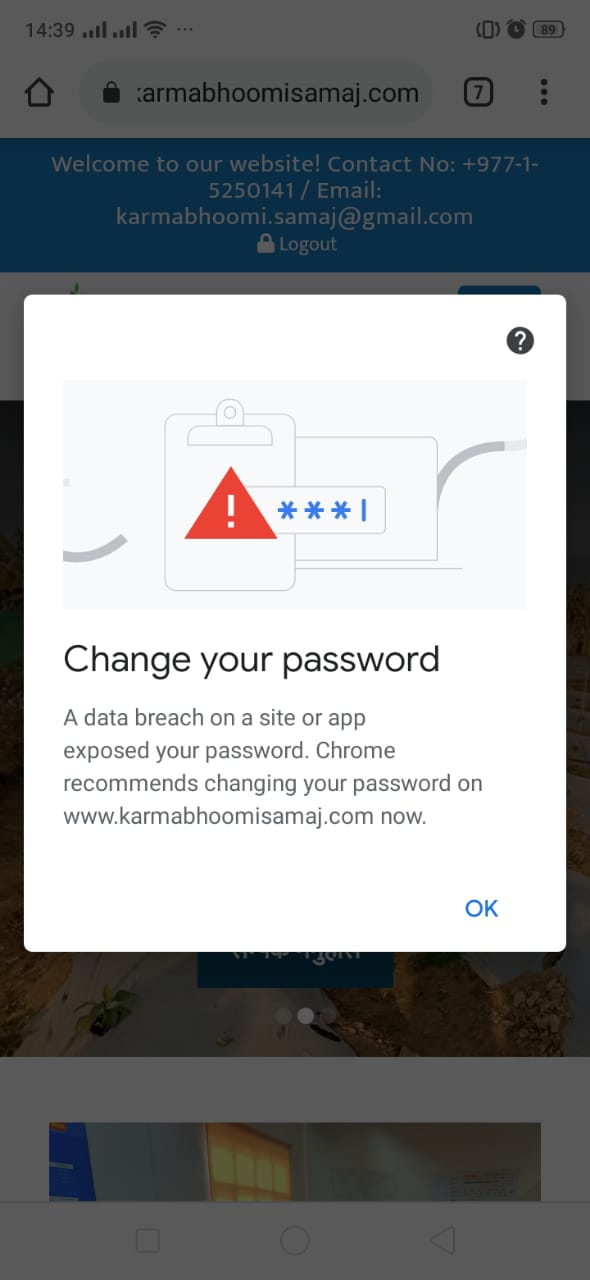 14:39
89
:armabhoomisamaj.com
7
Welcome to our website! Contact No: +977-1-
5250141 / Email:
karmabhoomi.samaj@gmail.com
Logout
?
!
***|
Change your password
A data breach on a site or app
exposed your password. Chrome
recommends changing your password on
www.karmabhoomisamaj.com now.
OK